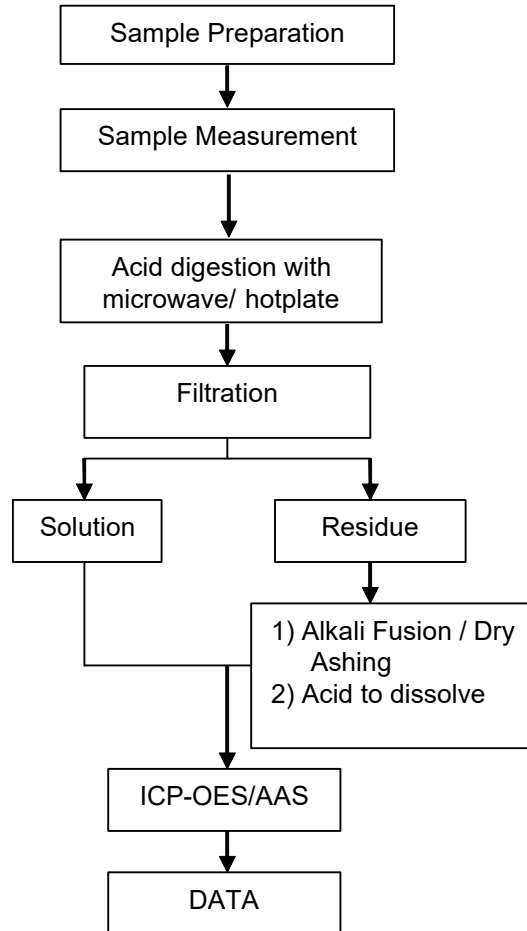 Sample Preparation
Sample Measurement
Acid digestion with
microwave/ hotplate
Filtration
Solution
Residue
1) Alkali Fusion / Dry
Ashing
2) Acid to dissolve
ICP-OES/AAS
DATA